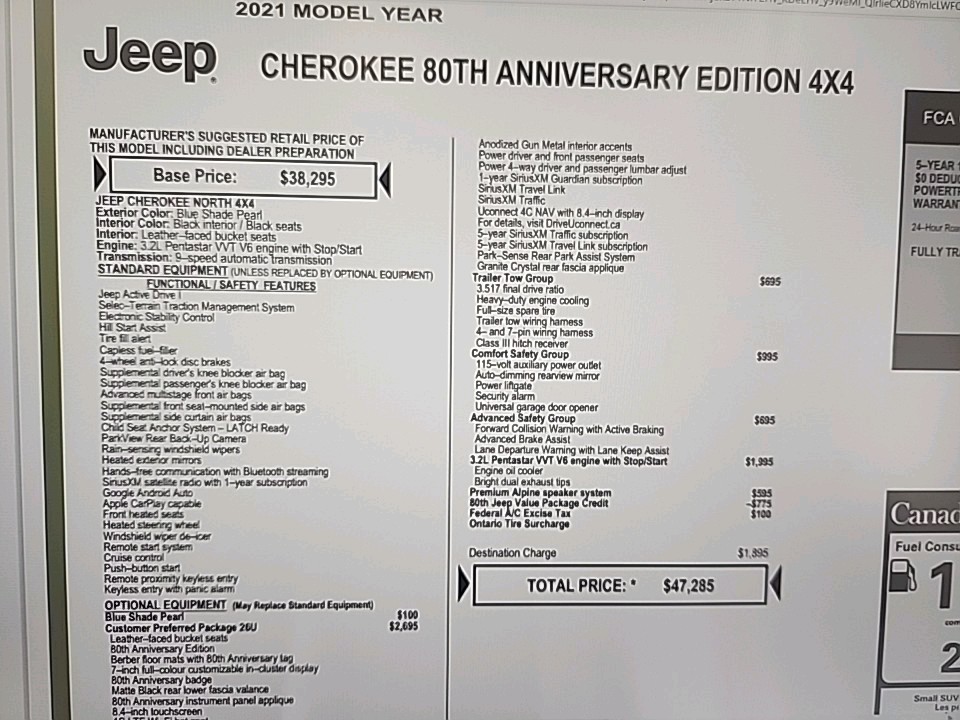 2021 MODEL YEAR
Jeep
CHEROKEE 80TH ANNIVERSARY EDITION 4X4
MANUFACTURER'S SUGGESTED RETAIL PRICE OF
THIS MODEL INCLUDING DEALER PREPARATION
Base Price: $38,295
JEEP CHEROKEE NORTH 4X4
Exterior Color: Blue Shade Pearl
Interior Color: Black interior / Black seats
Interior: Leather–faced bucket seats
Engine: 3.2L Pentastar VVT V6 engine with Stop/Start
Transmission: 9–speed automatic transmission
STANDARD EQUIPMENT (UNLESS REPLACED BY OPTIONAL EQUIPMENT)
FUNCTIONAL / SAFETY FEATURES
Jeep Active Drive I
Selec–Terrain Traction Management System
Electronic Stability Control
Hill Start Assist
Tire fill alert
Capless fuel–filler
4–wheel anti–lock disc brakes
Supplemental driver's knee blocker air bag
Supplemental passenger's knee blocker air bag
Advanced multistage front air bags
Supplemental front seat–mounted side air bags
Supplemental side curtain air bags
Child Seat Anchor System – LATCH Ready
ParkView Rear Back–Up Camera
Rain–sensing windshield wipers
Heated exterior mirrors
Hands–free communication with Bluetooth streaming
SiriusXM satellite radio with 1–year subscription
Google Android Auto
Apple CarPlay capable
Front heated seats
Heated steering wheel
Windshield wiper de–icer
Remote start system
Cruise control
Push–button start
Remote proximity keyless entry
Keyless entry with panic alarm
OPTIONAL EQUIPMENT (May Replace Standard Equipment)
Blue Shade Pearl $100
Customer Preferred Package 26U $2,695
Leather–faced bucket seats
80th Anniversary Edition
Berber floor mats with 80th Anniversary tag
7–inch full–colour customizable in–cluster display
80th Anniversary badge
Matte Black rear lower fascia valance
80th Anniversary instrument panel applique
8.4–inch touchscreen
Anodized Gun Metal interior accents
Power driver and front passenger seats
Power 4–way driver and passenger lumbar adjust
1–year SiriusXM Guardian subscription
SiriusXM Travel Link
SiriusXM Traffic
Uconnect 4C NAV with 8.4–inch display
For details, visit DriveUconnect.ca
5–year SiriusXM Traffic subscription
5–year SiriusXM Travel Link subscription
Park–Sense Rear Park Assist System
Granite Crystal rear fascia applique
Trailer Tow Group $695
3.517 final drive ratio
Heavy–duty engine cooling
Full–size spare tire
Trailer tow wiring harness
4– and 7–pin wiring harness
Class III hitch receiver
Comfort Safety Group $995
115–volt auxiliary power outlet
Auto–dimming rearview mirror
Power liftgate
Security alarm
Universal garage door opener
Advanced Safety Group $695
Forward Collision Warning with Active Braking
Advanced Brake Assist
Lane Departure Warning with Lane Keep Assist
3.2L Pentastar VVT V6 engine with Stop/Start $1,995
Engine oil cooler
Bright dual exhaust tips
Premium Alpine speaker system $595
80th Jeep Value Package Credit –$775
Federal A/C Excise Tax $100
Ontario Tire Surcharge
Destination Charge $1,895
TOTAL PRICE: * $47,285
FCA
5–YEAR
$0 DEDUC
POWERT
WARRAN
24–Hour Roa
FULLY TRA
Canad
Fuel Consu
1
com
2
Small SUV
Les p